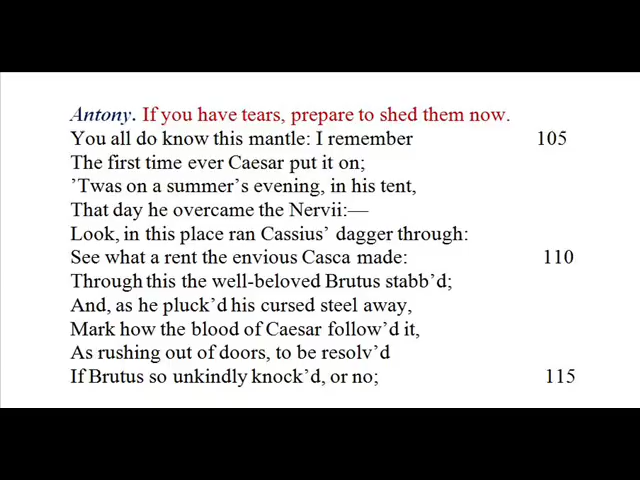 Antony. If you have tears, prepare to shed them now.
You all do know this mantle: I remember 105
The first time ever Caesar put it on;
’Twas on a summer’s evening, in his tent,
That day he overcame the Nervii:—
Look, in this place ran Cassius’ dagger through:
See what a rent the envious Casca made: 110
Through this the well-beloved Brutus stabb’d;
And, as he pluck’d his cursed steel away,
Mark how the blood of Caesar follow’d it,
As rushing out of doors, to be resolv’d
If Brutus so unkindly knock’d, or no; 115